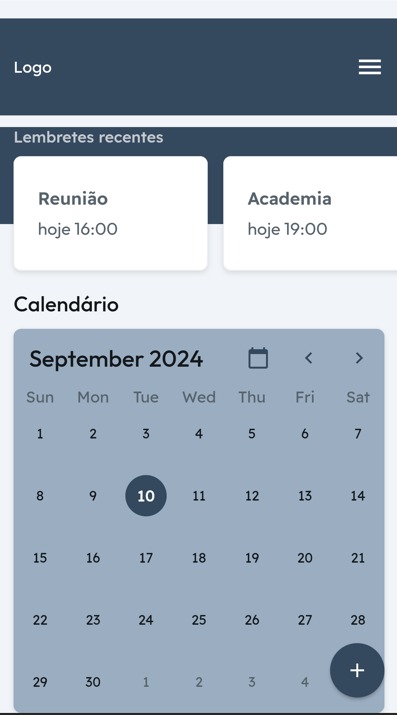 Logo
Lembretes recentes
Reunião
hoje 16:00
Academia
hoje 19:00
Calendário
September 2024
Sun Mon Tue Wed Thu Fri Sat
1 2 3 4 5 6 7
8 9 10 11 12 13 14
15 16 17 18 19 20 21
22 23 24 25 26 27 28
29 30 1 2 3 4